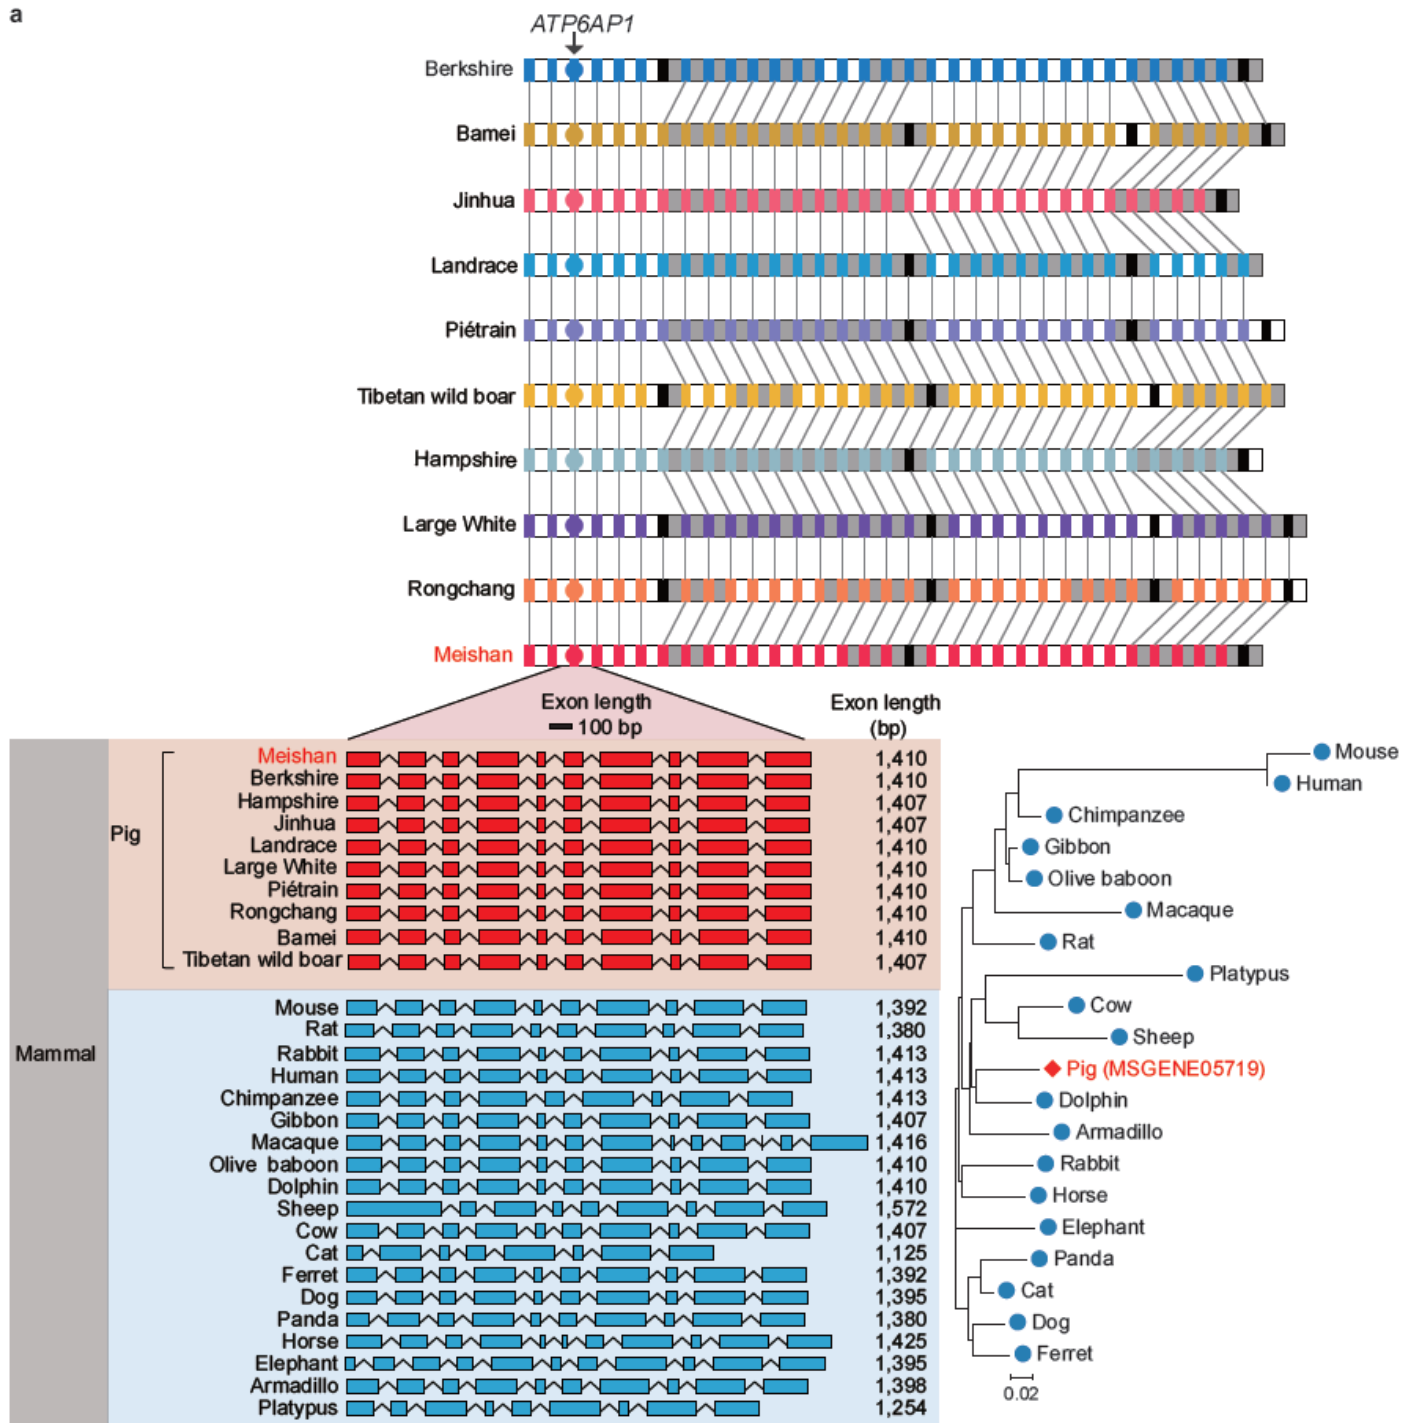 a
ATP6AP1
Berkshire
Bamei
Jinhua
Landrace
Piétrain
Tibetan wild boar
Hampshire
Large White
Rongchang
Meishan
Exon length
100 bp
Exon length
(bp)
Mammal
Pig
Meishan 1,410
Berkshire 1,410
Hampshire 1,407
Jinhua 1,407
Landrace 1,410
Large White 1,410
Piétrain 1,410
Rongchang 1,410
Bamei 1,410
Tibetan wild boar 1,407
Mouse 1,392
Rat 1,380
Rabbit 1,413
Human 1,413
Chimpanzee 1,413
Gibbon 1,407
Macaque 1,416
Olive baboon 1,410
Dolphin 1,410
Sheep 1,572
Cow 1,407
Cat 1,125
Ferret 1,392
Dog 1,395
Panda 1,380
Horse 1,425
Elephant 1,395
Armadillo 1,398
Platypus 1,254
Mouse
Human
Chimpanzee
Gibbon
Olive baboon
Macaque
Rat
Platypus
Cow
Sheep
Pig (MSGENE05719)
Dolphin
Armadillo
Rabbit
Horse
Elephant
Panda
Cat
Dog
Ferret
0.02